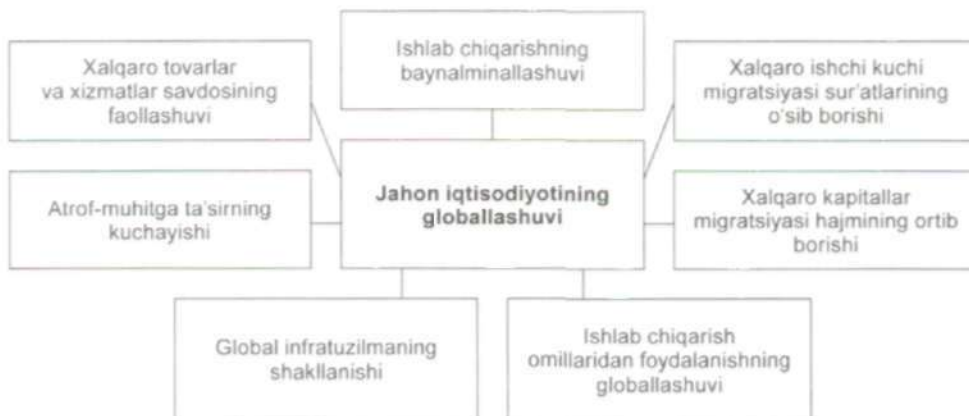 Ishlab chiqarishning
baynalminallashuvi
Xalqaro tovarlar
va xizmatlar savdosining
faollashuvi
Xalqaro ishchi kuchi
migratsiyasi sur'atlarining
o'sib borishi
Jahon iqtisodiyotining
globallashuvi
Atrof-muhitga ta'sirning
kuchayishi
Xalqaro kapitallar
migratsiyasi hajmining ortib
borishi
Global infratuzilmaning
shakllanishi
Ishlab chiqarish
omillaridan foydalanishning
globallashuvi